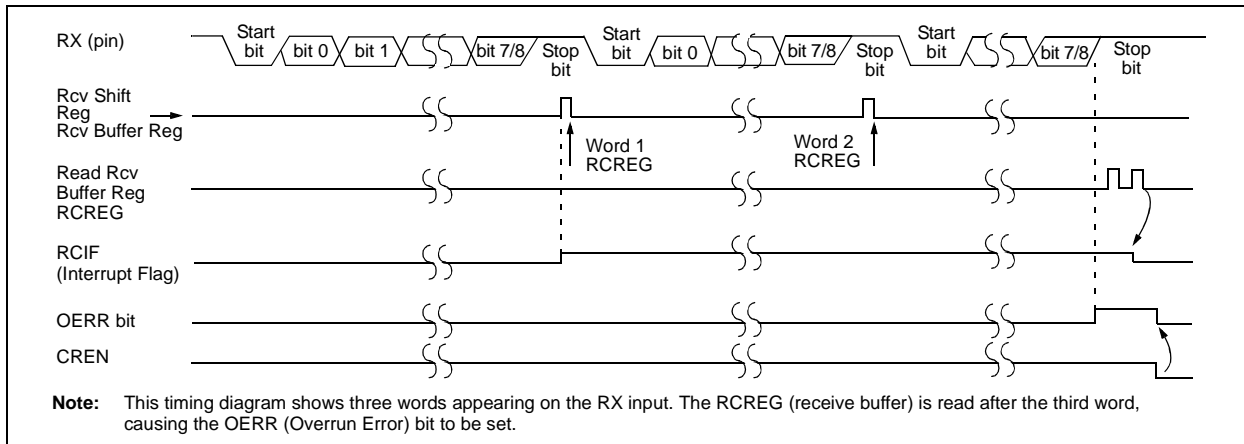 RX (pin)
Start
bit
bit 0
bit 1
bit 7/8
Stop
bit
Start
bit
bit 0
bit 7/8
Stop
bit
Start
bit
bit 7/8
Stop
bit
Rcv Shift
Reg
Rcv Buffer Reg
Word 1
RCREG
Word 2
RCREG
Read Rcv
Buffer Reg
RCREG
RCIF
(Interrupt Flag)
OERR bit
CREN
Note: This timing diagram shows three words appearing on the RX input. The RCREG (receive buffer) is read after the third word,
causing the OERR (Overrun Error) bit to be set.